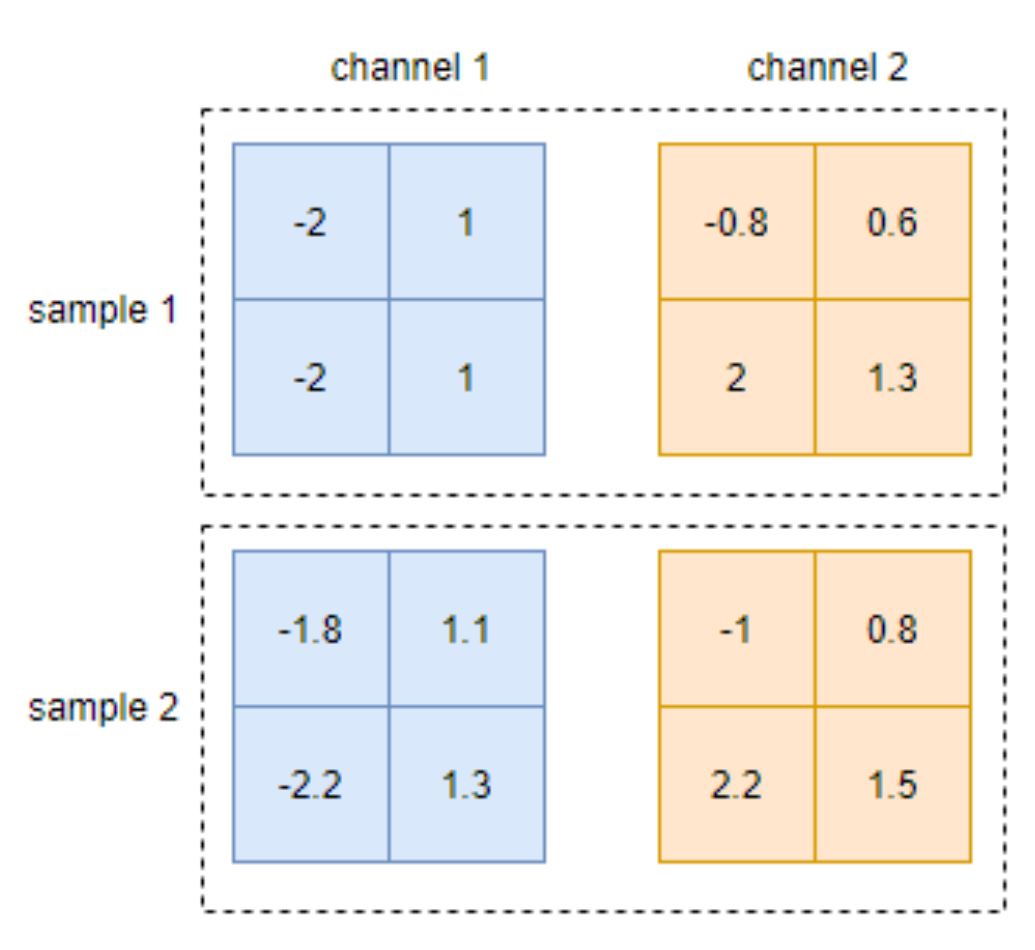 channel 1 channel 2
-2 1 -0.8 0.6
sample 1
-2 1 2 1.3
-1.8 1.1 -1 0.8
sample 2
-2.2 1.3 2.2 1.5